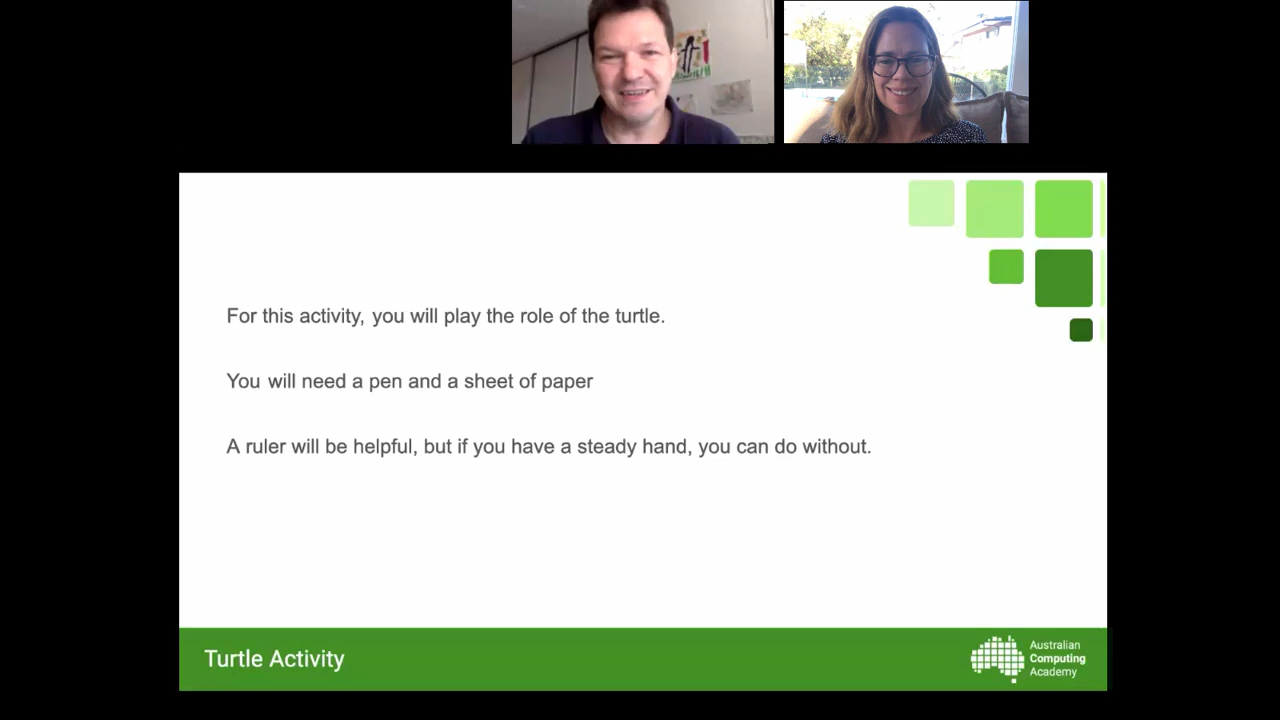 For this activity, you will play the role of the turtle.
You will need a pen and a sheet of paper
A ruler will be helpful, but if you have a steady hand, you can do without.
Turtle Activity
Australian
Computing
Academy